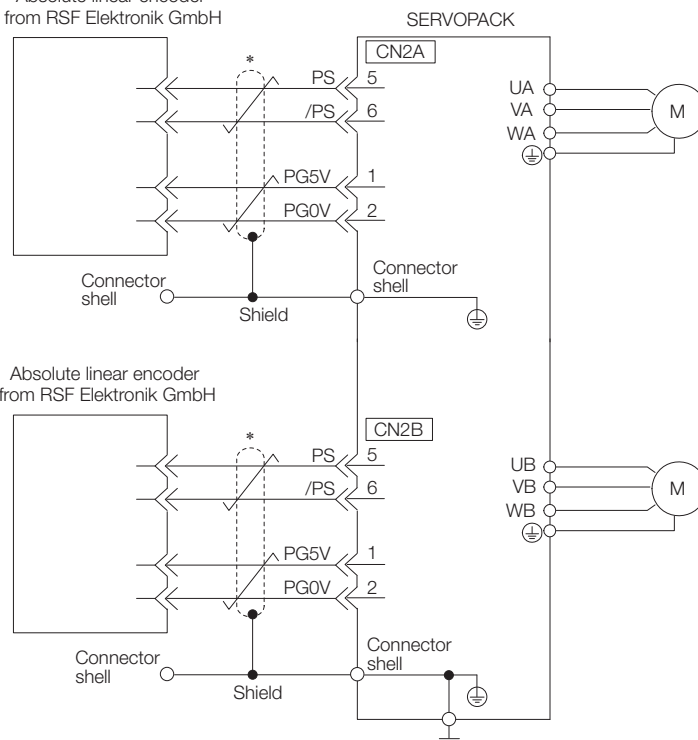 Absolute linear encoder
from RSF Elektronik GmbH
SERVOPACK
CN2A
*
PS
5
/PS
6
PG5V
1
PG0V
2
UA
VA
WA
M
Connector
shell
Shield
Connector
shell
Absolute linear encoder
from RSF Elektronik GmbH
CN2B
*
PS
5
/PS
6
PG5V
1
PG0V
2
UB
VB
WB
M
Connector
shell
Shield
Connector
shell